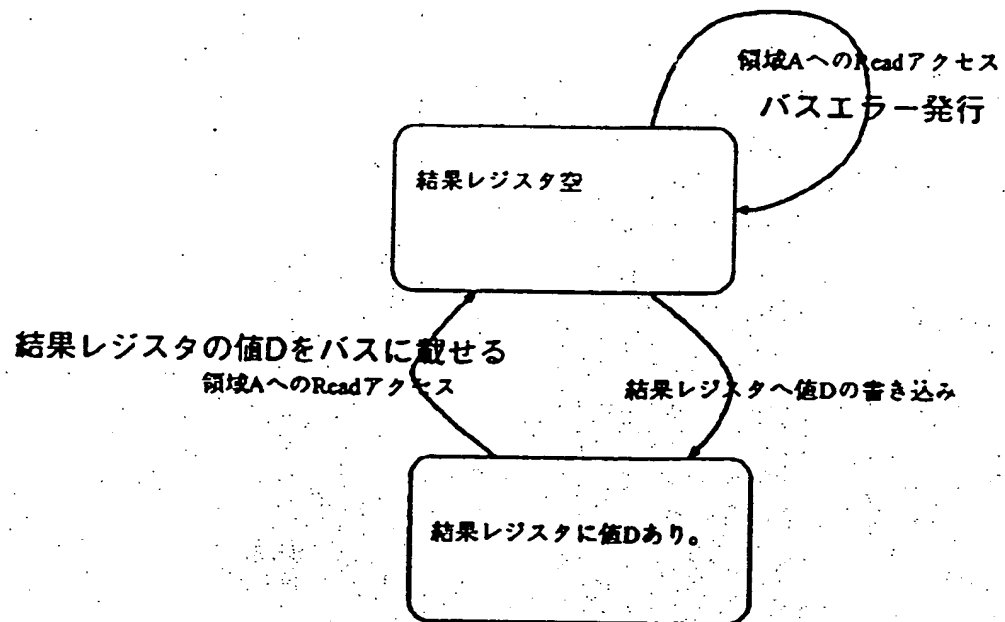 領域AへのReadアクセス
バスエラー発行
結果レジスタ空
結果レジスタの値Dをバスに載せる
領域AへのReadアクセス
結果レジスタへ値Dの書き込み
結果レジスタに値Dあり。